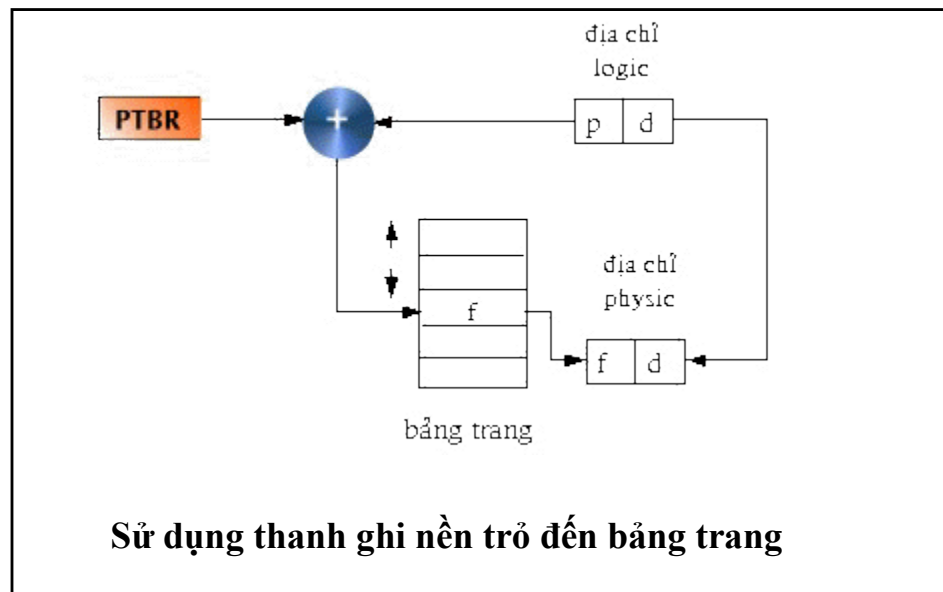 địa chỉ
logic
PTBR
+
p d
địa chỉ
physic
f
f d
bảng trang
Sử dụng thanh ghi nền trỏ đến bảng trang